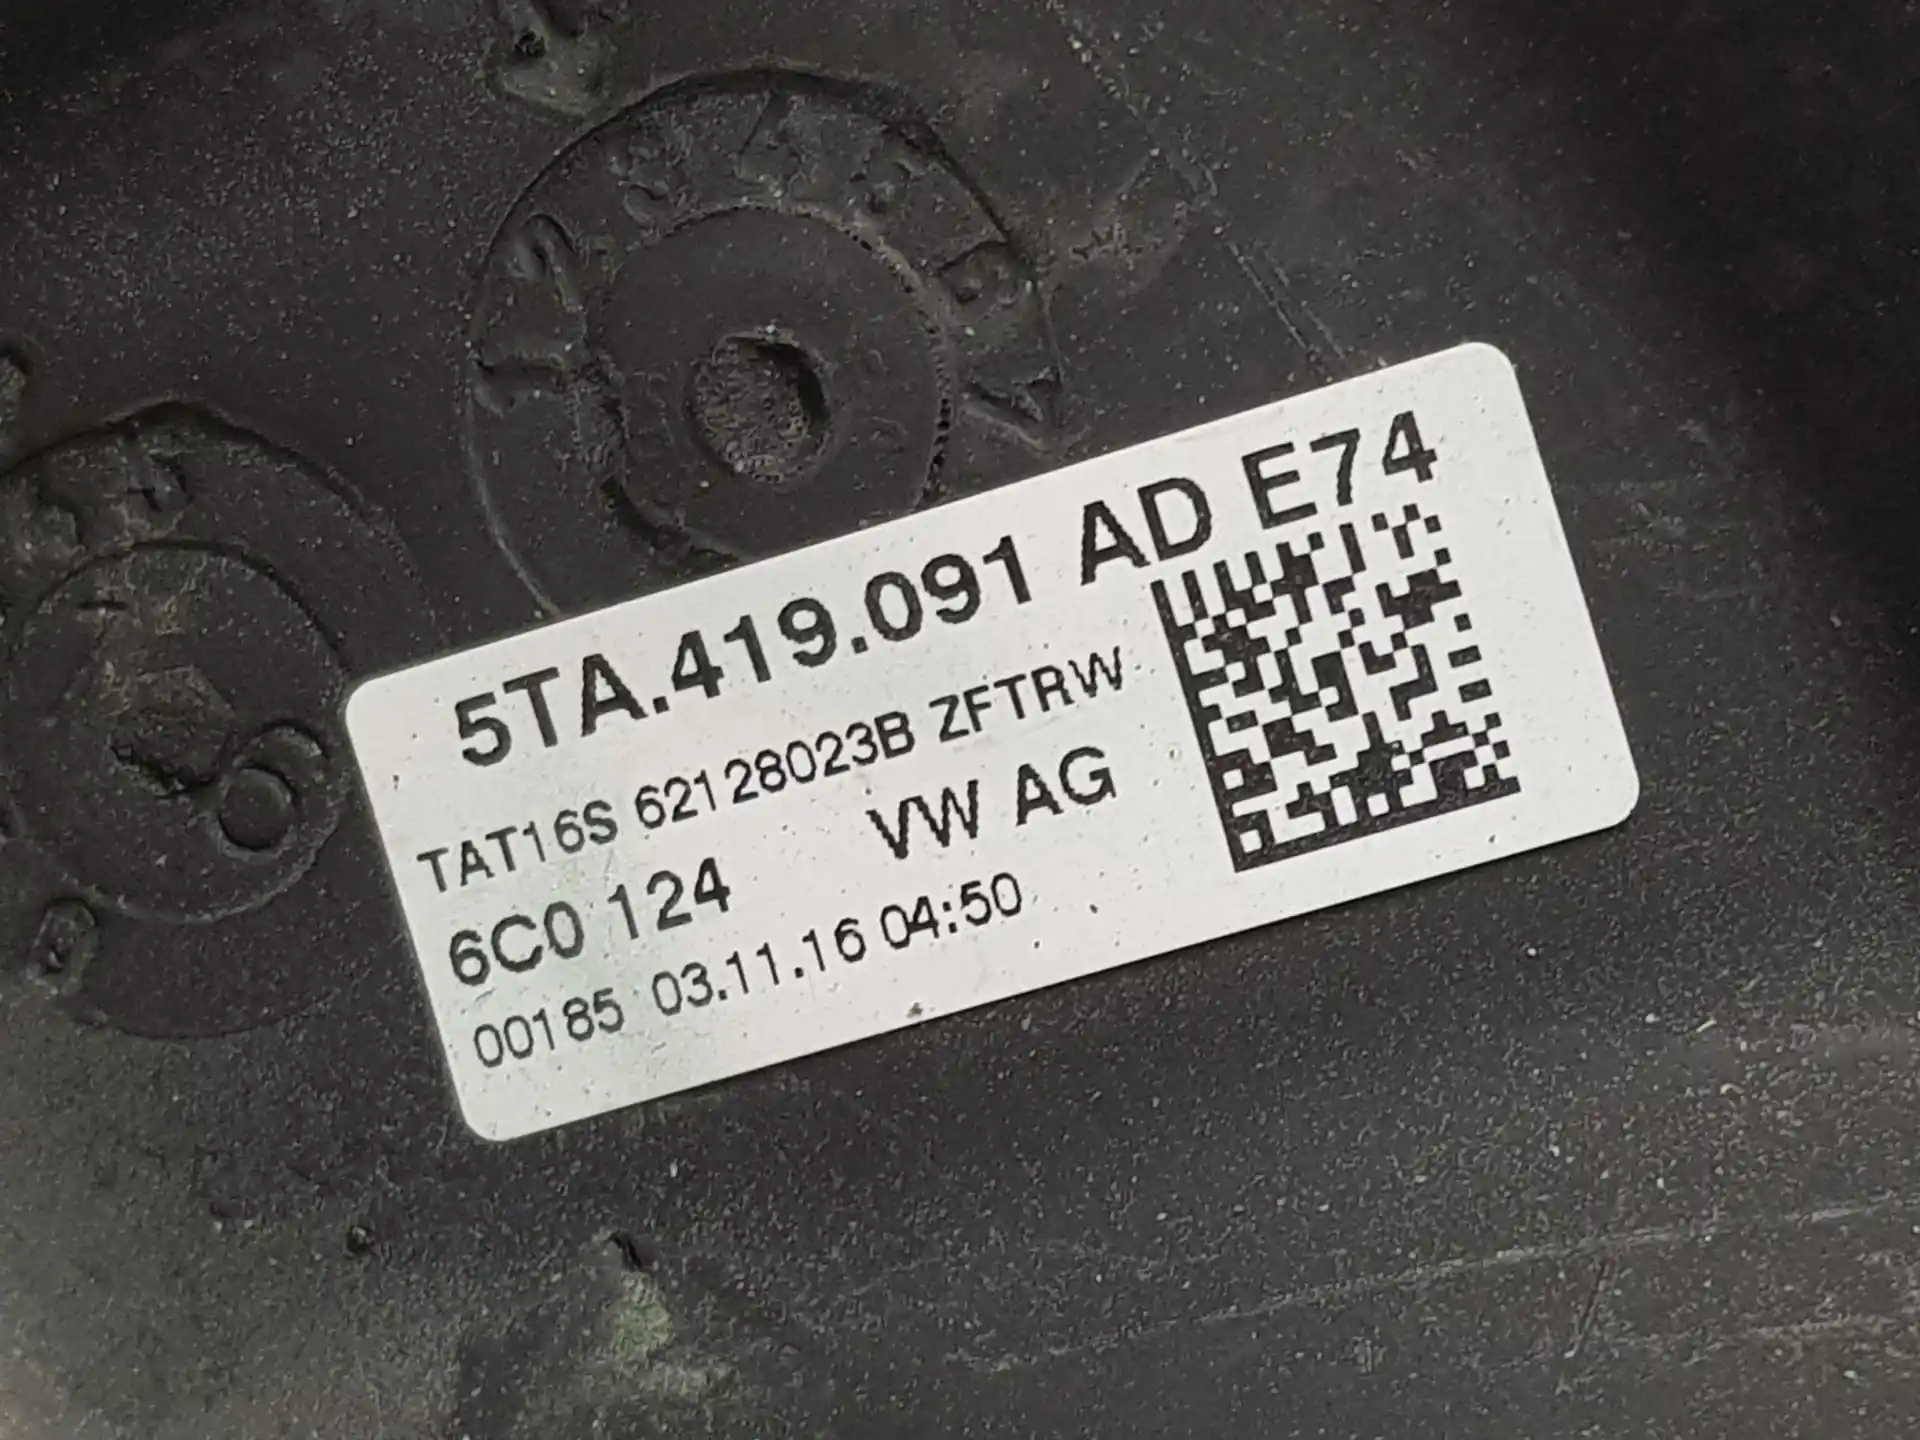 5TA.419.091 AD E74
TAT16S 62128023B ZFTRW
6C0 124 VW AG
00185 03.11.16 04:50